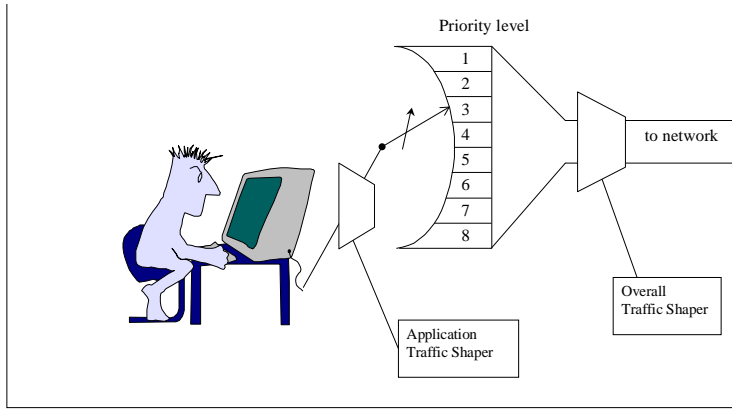 Priority level
1
2
3
4
5
6
7
8
to network
Overall
Traffic Shaper
Application
Traffic Shaper